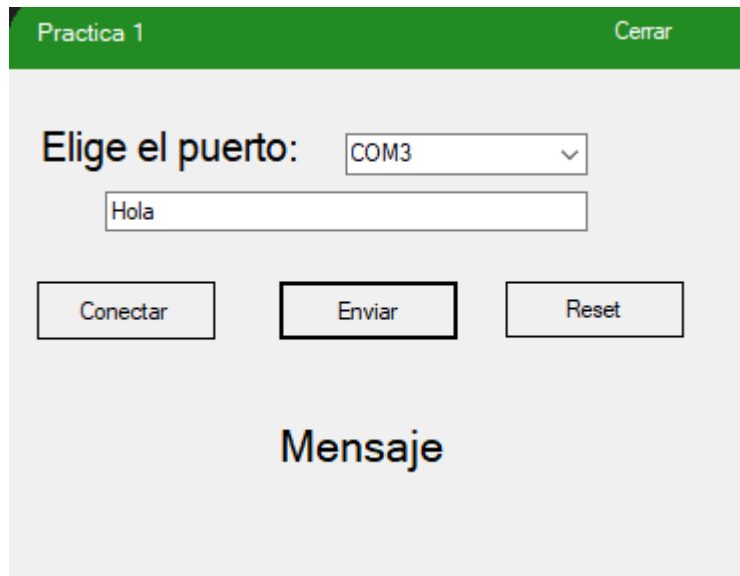 Practica 1 Cerrar
Elige el puerto: COM3
Hola
Conectar Enviar Reset
Mensaje